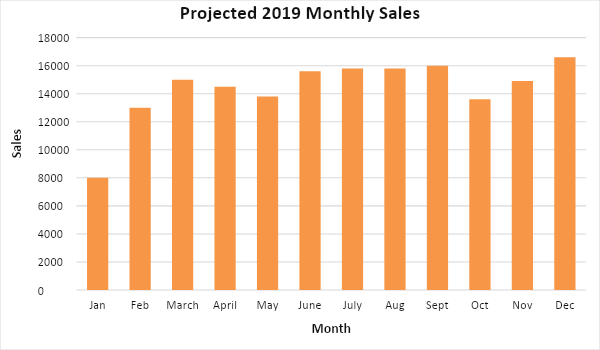 Projected 2019 Monthly Sales
18000
16000
14000
12000
10000
8000
6000
4000
2000
0
Sales
Jan Feb March April May June July Aug Sept Oct Nov Dec
Month